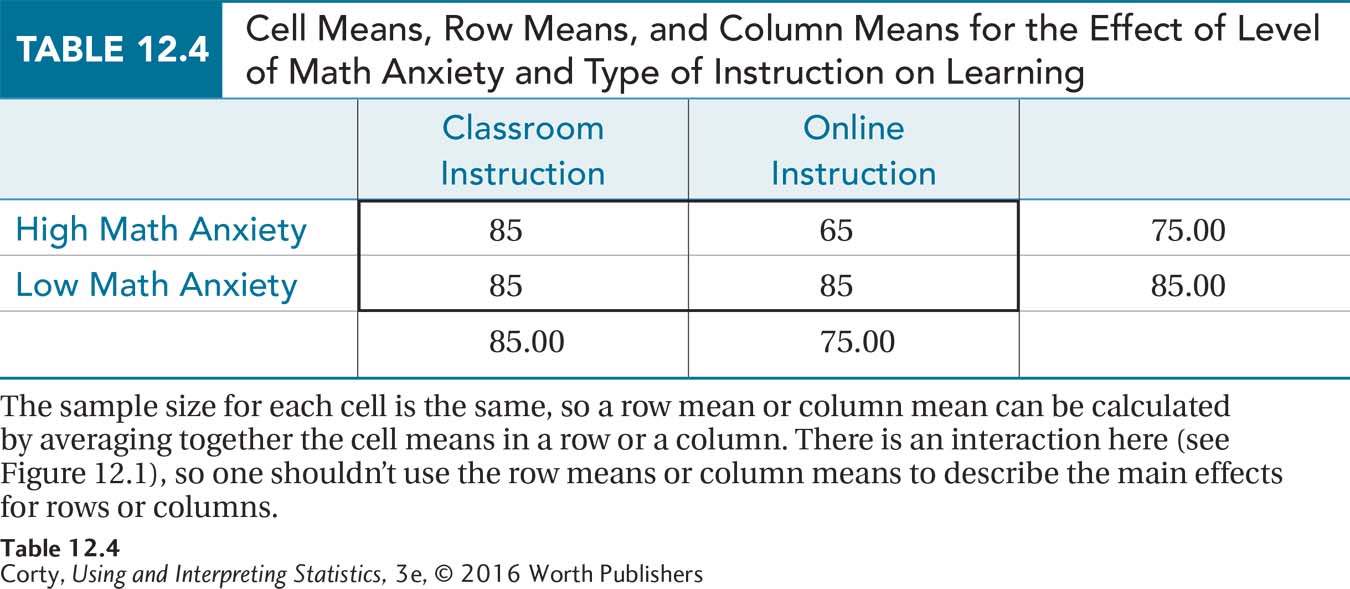 TABLE 12.4
Cell Means, Row Means, and Column Means for the Effect of Level
of Math Anxiety and Type of Instruction on Learning
Classroom Instruction Online Instruction
High Math Anxiety 85 65 75.00
Low Math Anxiety 85 85 85.00
85.00 75.00
The sample size for each cell is the same, so a row mean or column mean can be calculated
by averaging together the cell means in a row or a column. There is an interaction here (see
Figure 12.1), so one shouldn’t use the row means or column means to describe the main effects
for rows or columns.
Table 12.4
Corty, Using and Interpreting Statistics, 3e, © 2016 Worth Publishers